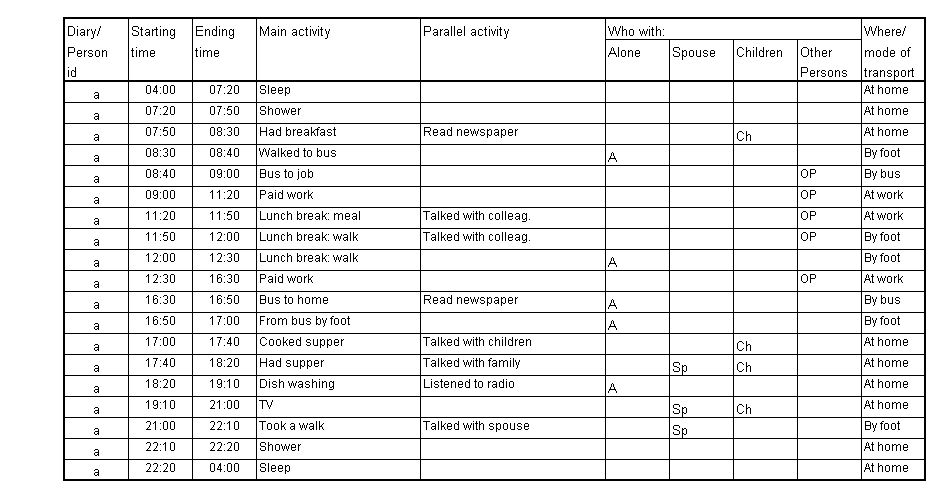 Diary/ Starting Ending Main activity Parallel activity Who with: Where/
Person time time Alone Spouse Children Other mode of
id Persons transport
a 04:00 07:20 Sleep At home
a 07:20 07:50 Shower At home
a 07:50 08:30 Had breakfast Read newspaper Ch At home
a 08:30 08:40 Walked to bus A By foot
a 08:40 09:00 Bus to job OP By bus
a 09:00 11:20 Paid work OP At work
a 11:20 11:50 Lunch break: meal Talked with colleag. OP At work
a 11:50 12:00 Lunch break: walk Talked with colleag. OP By foot
a 12:00 12:30 Lunch break: walk A By foot
a 12:30 16:30 Paid work OP At work
a 16:30 16:50 Bus to home Read newspaper A By bus
a 16:50 17:00 From bus by foot A By foot
a 17:00 17:40 Cooked supper Talked with children Ch At home
a 17:40 18:20 Had supper Talked with family Sp Ch At home
a 18:20 19:10 Dish washing Listened to radio A At home
a 19:10 21:00 TV Sp Ch At home
a 21:00 22:10 Took a walk Talked with spouse Sp By foot
a 22:10 22:20 Shower At home
a 22:20 04:00 Sleep At home